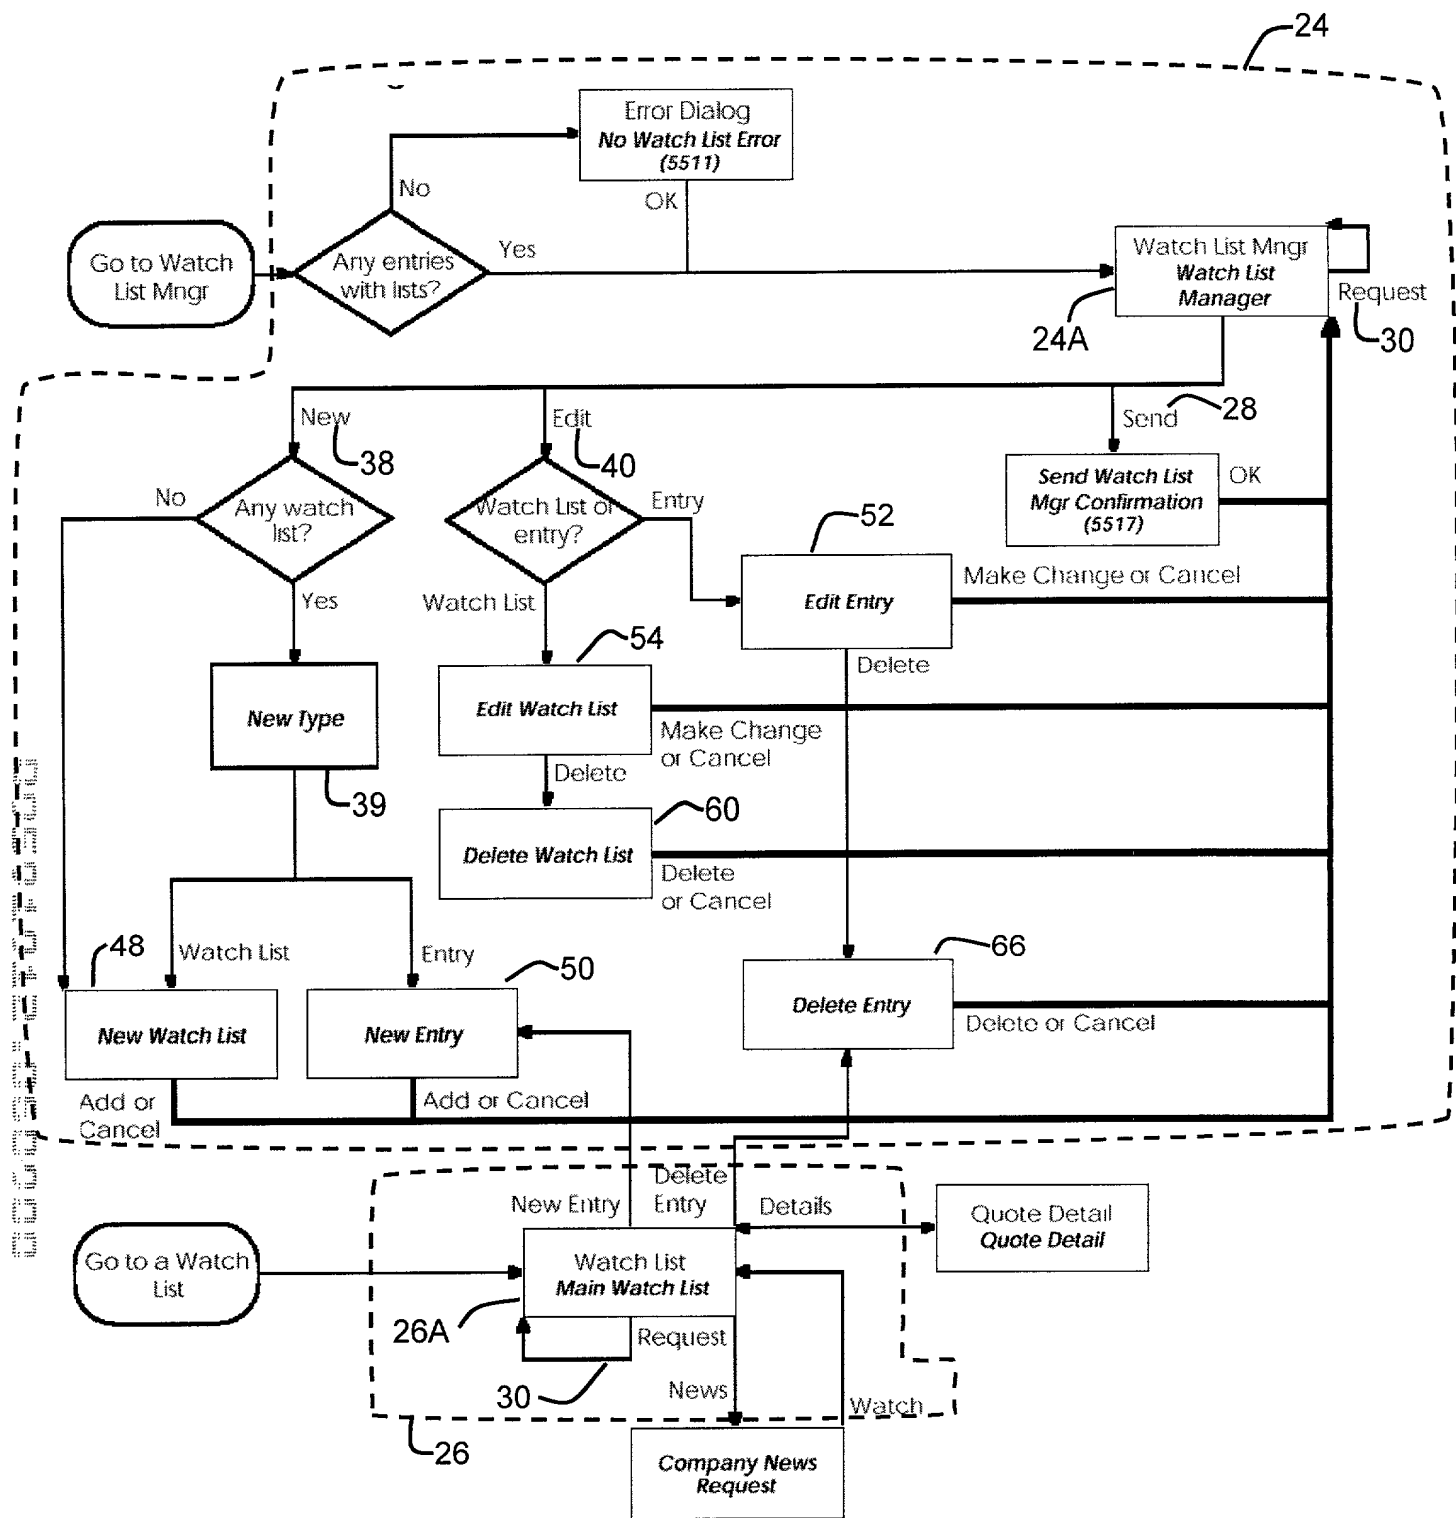 24
Error Dialog
No Watch List Error
(5511)
No
OK
Go to Watch
List Mngr
Any entries
with lists?
Yes
Watch List Mngr
Watch List
Manager
Request
24A
30
New
38
Edit
40
Send
28
No
Any watch
list?
Watch List or
entry?
Entry
Send Watch List
Mgr Confirmation
(5517)
OK
52
Yes
Watch List
Edit Entry
Make Change or Cancel
54
Delete
New Type
Edit Watch List
Make Change
or Cancel
39
Delete
60
Delete Watch List
Delete
or Cancel
48
Watch List
Entry
50
66
New Watch List
New Entry
Delete Entry
Delete or Cancel
Add or
Cancel
Add or Cancel
New Entry
Delete
Entry
Details
Quote Detail
Quote Detail
Go to a Watch
List
Watch List
Main Watch List
26A
Request
30
News
Watch
26
Company News
Request